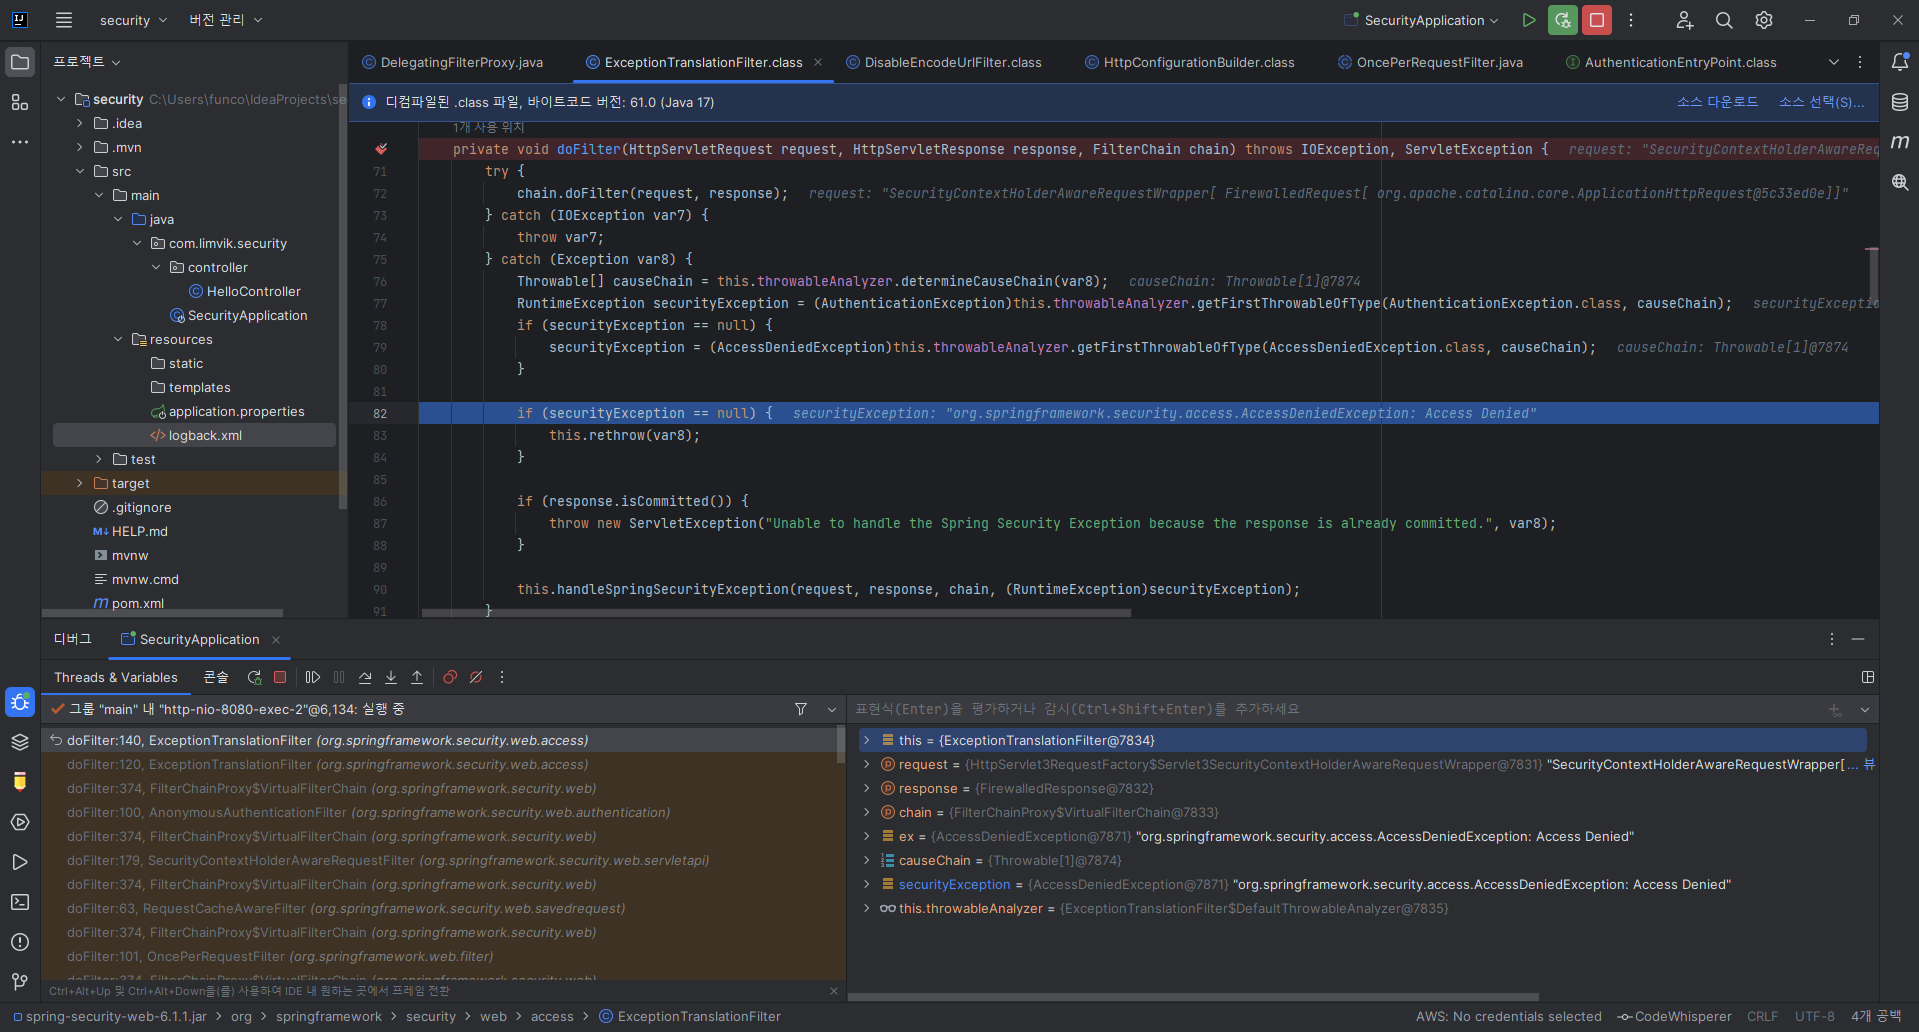 security 버전 관리 SecurityApplication
프로젝트
DelegatingFilterProxy.java ExceptionTranslationFilter.class DisableEncodeUrlFilter.class HttpConfigurationBuilder.class OncePerRequestFilter.java AuthenticationEntryPoint.class
디컴파일된 .class 파일, 바이트코드 버전: 61.0 (Java 17) 소스 다운로드 소스 선택(S)...
security C:\Users\funco\IdeaProjects\se
.idea
.mvn
src
main
java
com.limvik.security
controller
HelloController
SecurityApplication
resources
static
templates
application.properties
logback.xml
test
target
.gitignore
HELP.md
mvnw
mvnw.cmd
pom.xml
1개 사용 위치
private void doFilter(HttpServletRequest request, HttpServletResponse response, FilterChain chain) throws IOException, ServletException { request: "SecurityContextHolderAwareReq
71 try {
72 chain.doFilter(request, response); request: "SecurityContextHolderAwareRequestWrapper[ FirewalledRequest[ org.apache.catalina.core.ApplicationHttpRequest@5c33ed0e]]"
73 } catch (IOException var7) {
74 throw var7;
75 } catch (Exception var8) {
76 Throwable[] causeChain = this.throwableAnalyzer.determineCauseChain(var8); causeChain: Throwable[1]@7874
77 RuntimeException securityException = (AuthenticationException)this.throwableAnalyzer.getFirstThrowableOfType(AuthenticationException.class, causeChain); securityExceptio
78 if (securityException == null) {
79 securityException = (AccessDeniedException)this.throwableAnalyzer.getFirstThrowableOfType(AccessDeniedException.class, causeChain); causeChain: Throwable[1]@7874
80 }
81
82 if (securityException == null) { securityException: "org.springframework.security.access.AccessDeniedException: Access Denied"
83 this.rethrow(var8);
84 }
85
86 if (response.isCommitted()) {
87 throw new ServletException("Unable to handle the Spring Security Exception because the response is already committed.", var8);
88 }
89
90 this.handleSpringSecurityException(request, response, chain, (RuntimeException)securityException);
91 }
디버그 SecurityApplication
Threads & Variables 콘솔
그룹 "main" 내 "http-nio-8080-exec-2"@6,134: 실행 중
doFilter:140, ExceptionTranslationFilter (org.springframework.security.web.access)
doFilter:120, ExceptionTranslationFilter (org.springframework.security.web.access)
doFilter:374, FilterChainProxy$VirtualFilterChain (org.springframework.security.web)
doFilter:100, AnonymousAuthenticationFilter (org.springframework.security.web.authentication)
doFilter:374, FilterChainProxy$VirtualFilterChain (org.springframework.security.web)
doFilter:179, SecurityContextHolderAwareRequestFilter (org.springframework.security.web.servletapi)
doFilter:374, FilterChainProxy$VirtualFilterChain (org.springframework.security.web)
doFilter:63, RequestCacheAwareFilter (org.springframework.security.web.savedrequest)
doFilter:374, FilterChainProxy$VirtualFilterChain (org.springframework.security.web)
doFilter:101, OncePerRequestFilter (org.springframework.web.filter)
doFilter:374, FilterChainProxy$VirtualFilterChain (org.springframework.security.web)
Ctrl+Alt+Up 및 Ctrl+Alt+Down을(를) 사용하여 IDE 내 원하는 곳에서 프레임 전환
표현식(Enter)을 평가하거나 감시(Ctrl+Shift+Enter)를 추가하세요
this = {ExceptionTranslationFilter@7834}
request = {HttpServlet3RequestFactory$Servlet3SecurityContextHolderAwareRequestWrapper@7831} "SecurityContextHolderAwareRequestWrapper[ ... 뷰
response = {FirewalledResponse@7832}
chain = {FilterChainProxy$VirtualFilterChain@7833}
ex = {AccessDeniedException@7871} "org.springframework.security.access.AccessDeniedException: Access Denied"
causeChain = {Throwable[1]@7874}
securityException = {AccessDeniedException@7871} "org.springframework.security.access.AccessDeniedException: Access Denied"
this.throwableAnalyzer = {ExceptionTranslationFilter$DefaultThrowableAnalyzer@7835}
spring-security-web-6.1.1.jar > org > springframework > security > web > access > ExceptionTranslationFilter AWS: No credentials selected CodeWhisperer CRLF UTF-8 4개 공백